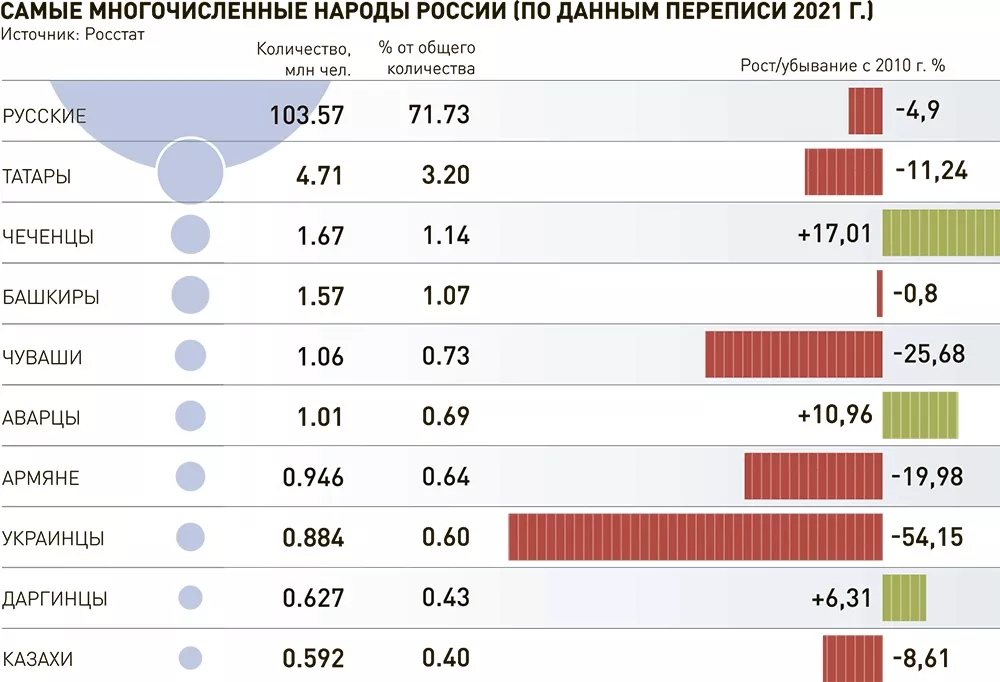 САМЫЕ МНОГОЧИСЛЕННЫЕ НАРОДЫ РОССИИ (ПО ДАННЫМ ПЕРЕПИСИ 2021 Г.)
Источник: Росстат
Количество, млн чел. % от общего количества Рост/убывание с 2010 г. %
РУССКИЕ 103.57 71.73 -4,9
ТАТАРЫ 4.71 3.20 -11,24
ЧЕЧЕНЦЫ 1.67 1.14 +17,01
БАШКИРЫ 1.57 1.07 -0,8
ЧУВАШИ 1.06 0.73 -25,68
АВАРЦЫ 1.01 0.69 +10,96
АРМЯНЕ 0.946 0.64 -19,98
УКРАИНЦЫ 0.884 0.60 -54,15
ДАРГИНЦЫ 0.627 0.43 +6,31
КАЗАХИ 0.592 0.40 -8,61